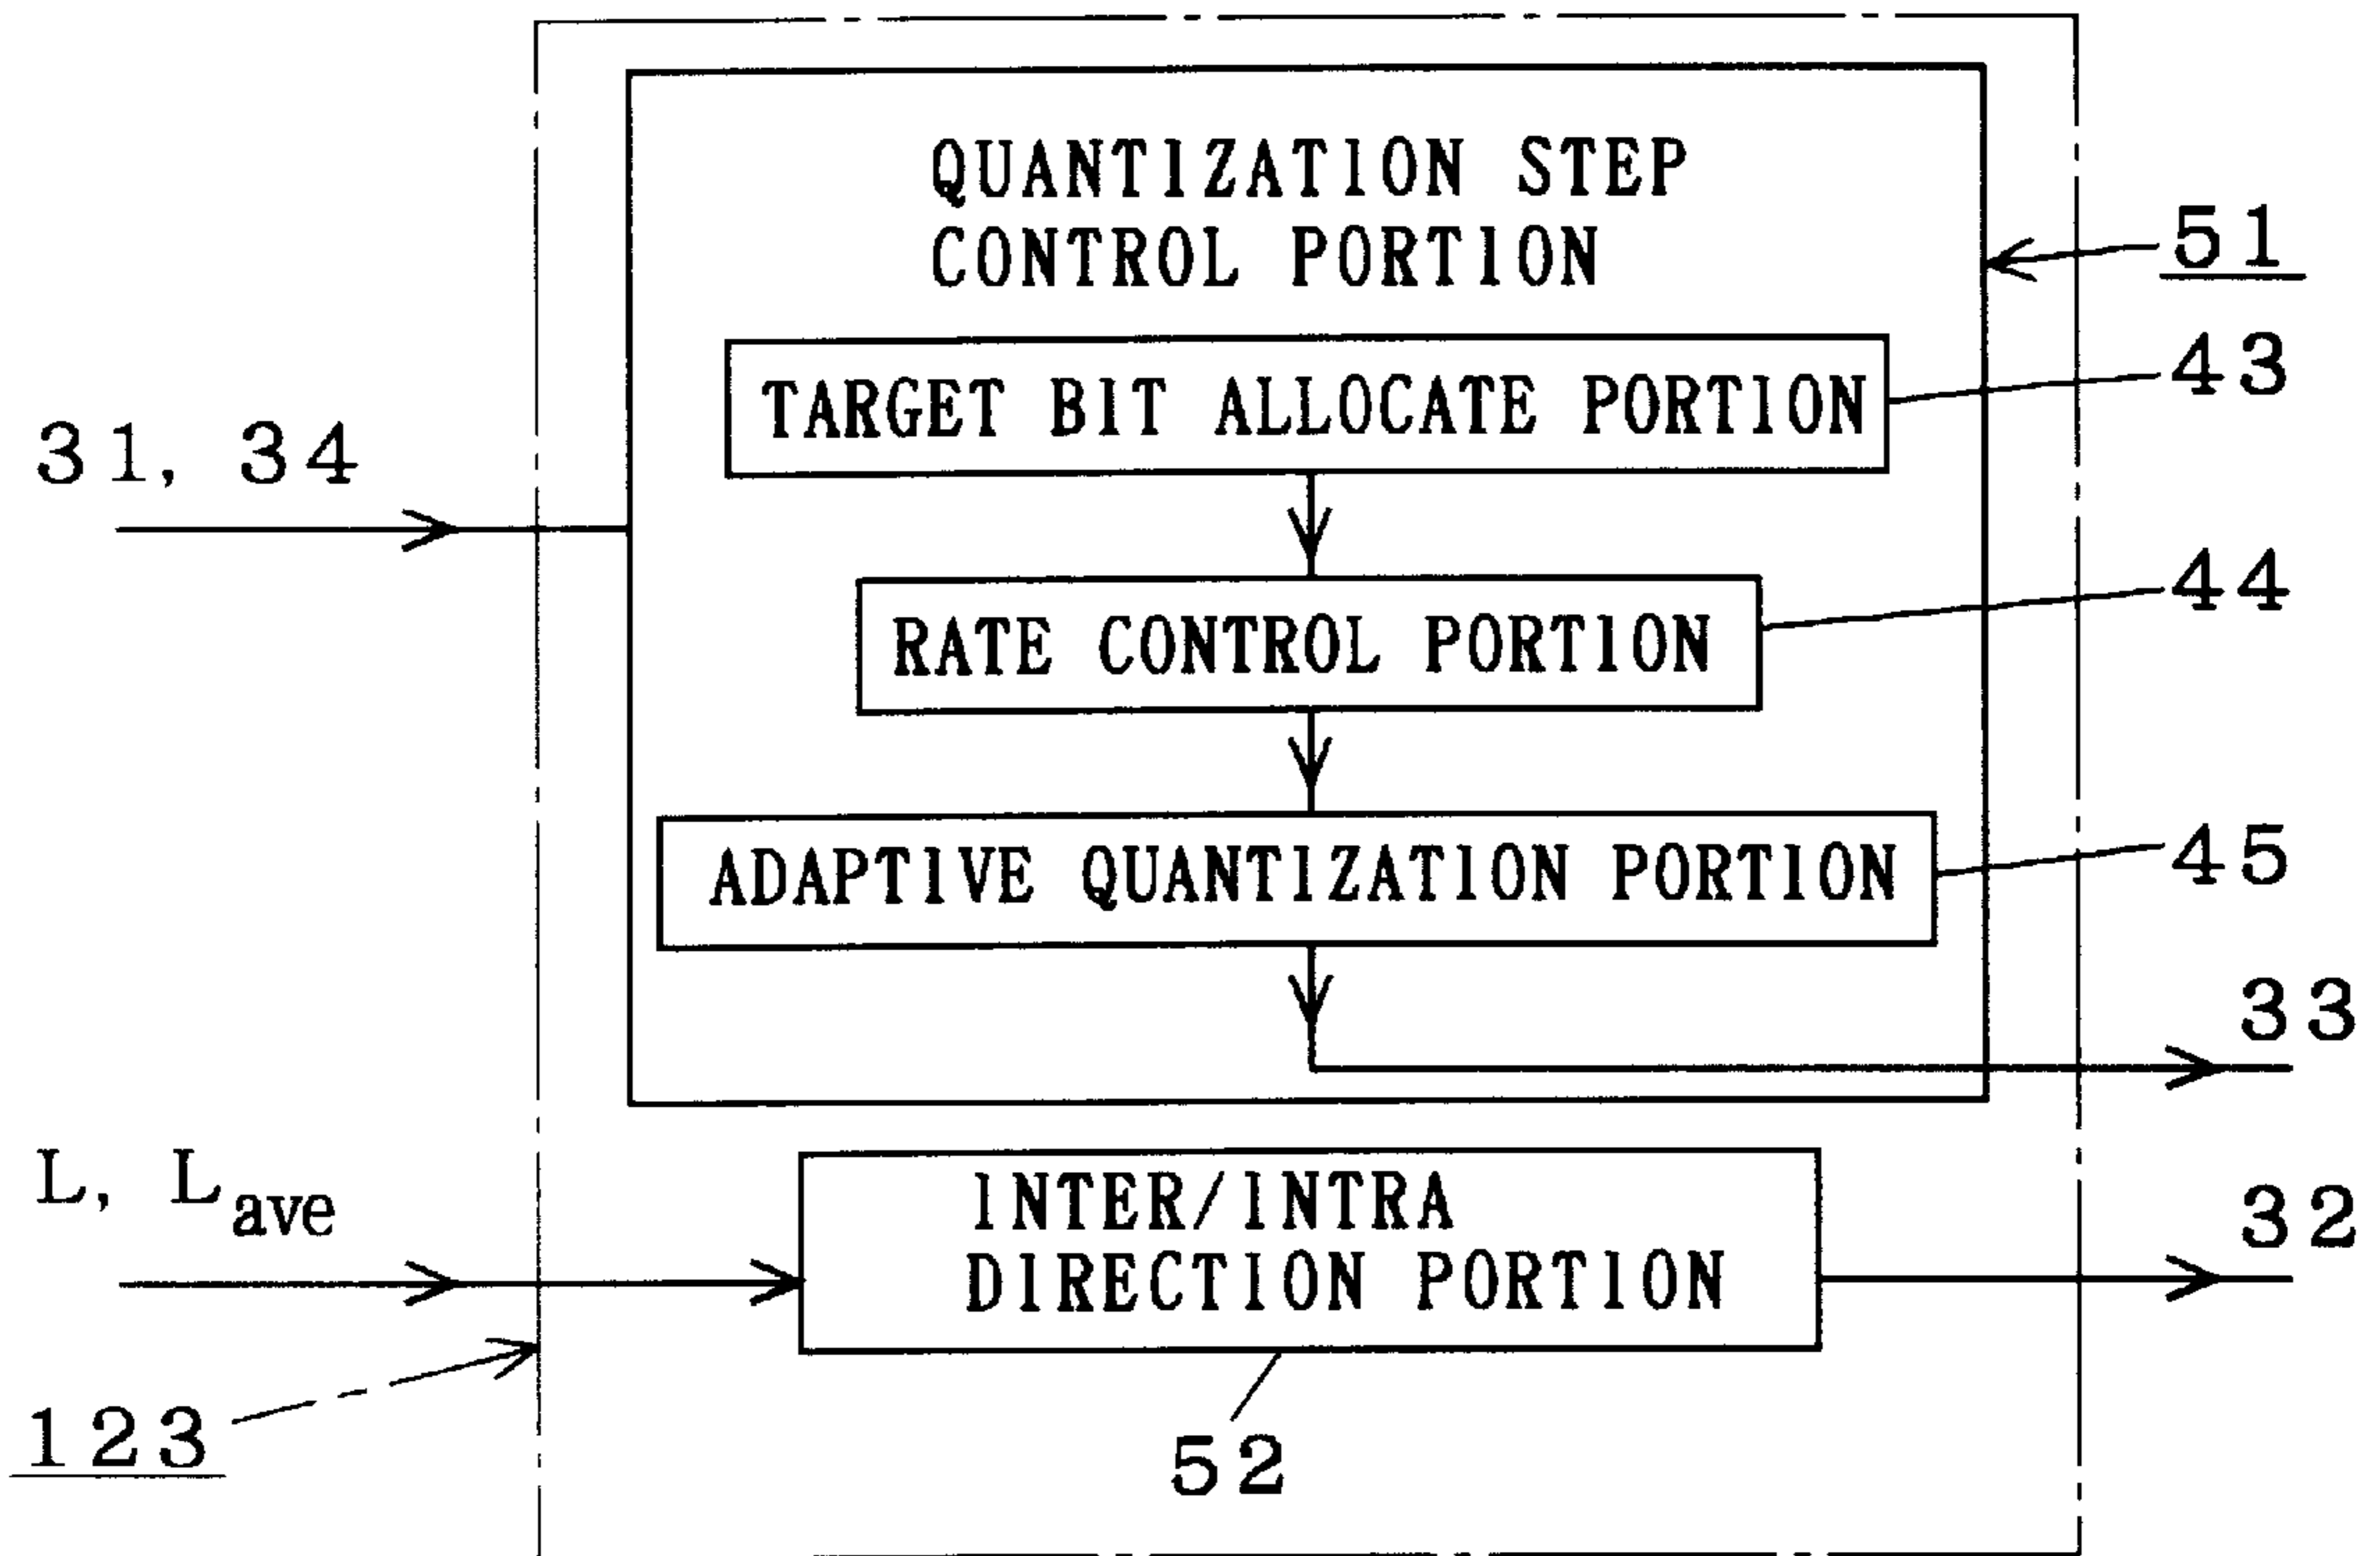 QUANTIZATION STEP
CONTROL PORTION
51
TARGET BIT ALLOCATE PORTION
43
31, 34
RATE CONTROL PORTION
44
ADAPTIVE QUANTIZATION PORTION
45
33
L, Lave
INTER/INTRA
DIRECTION PORTION
32
123
52